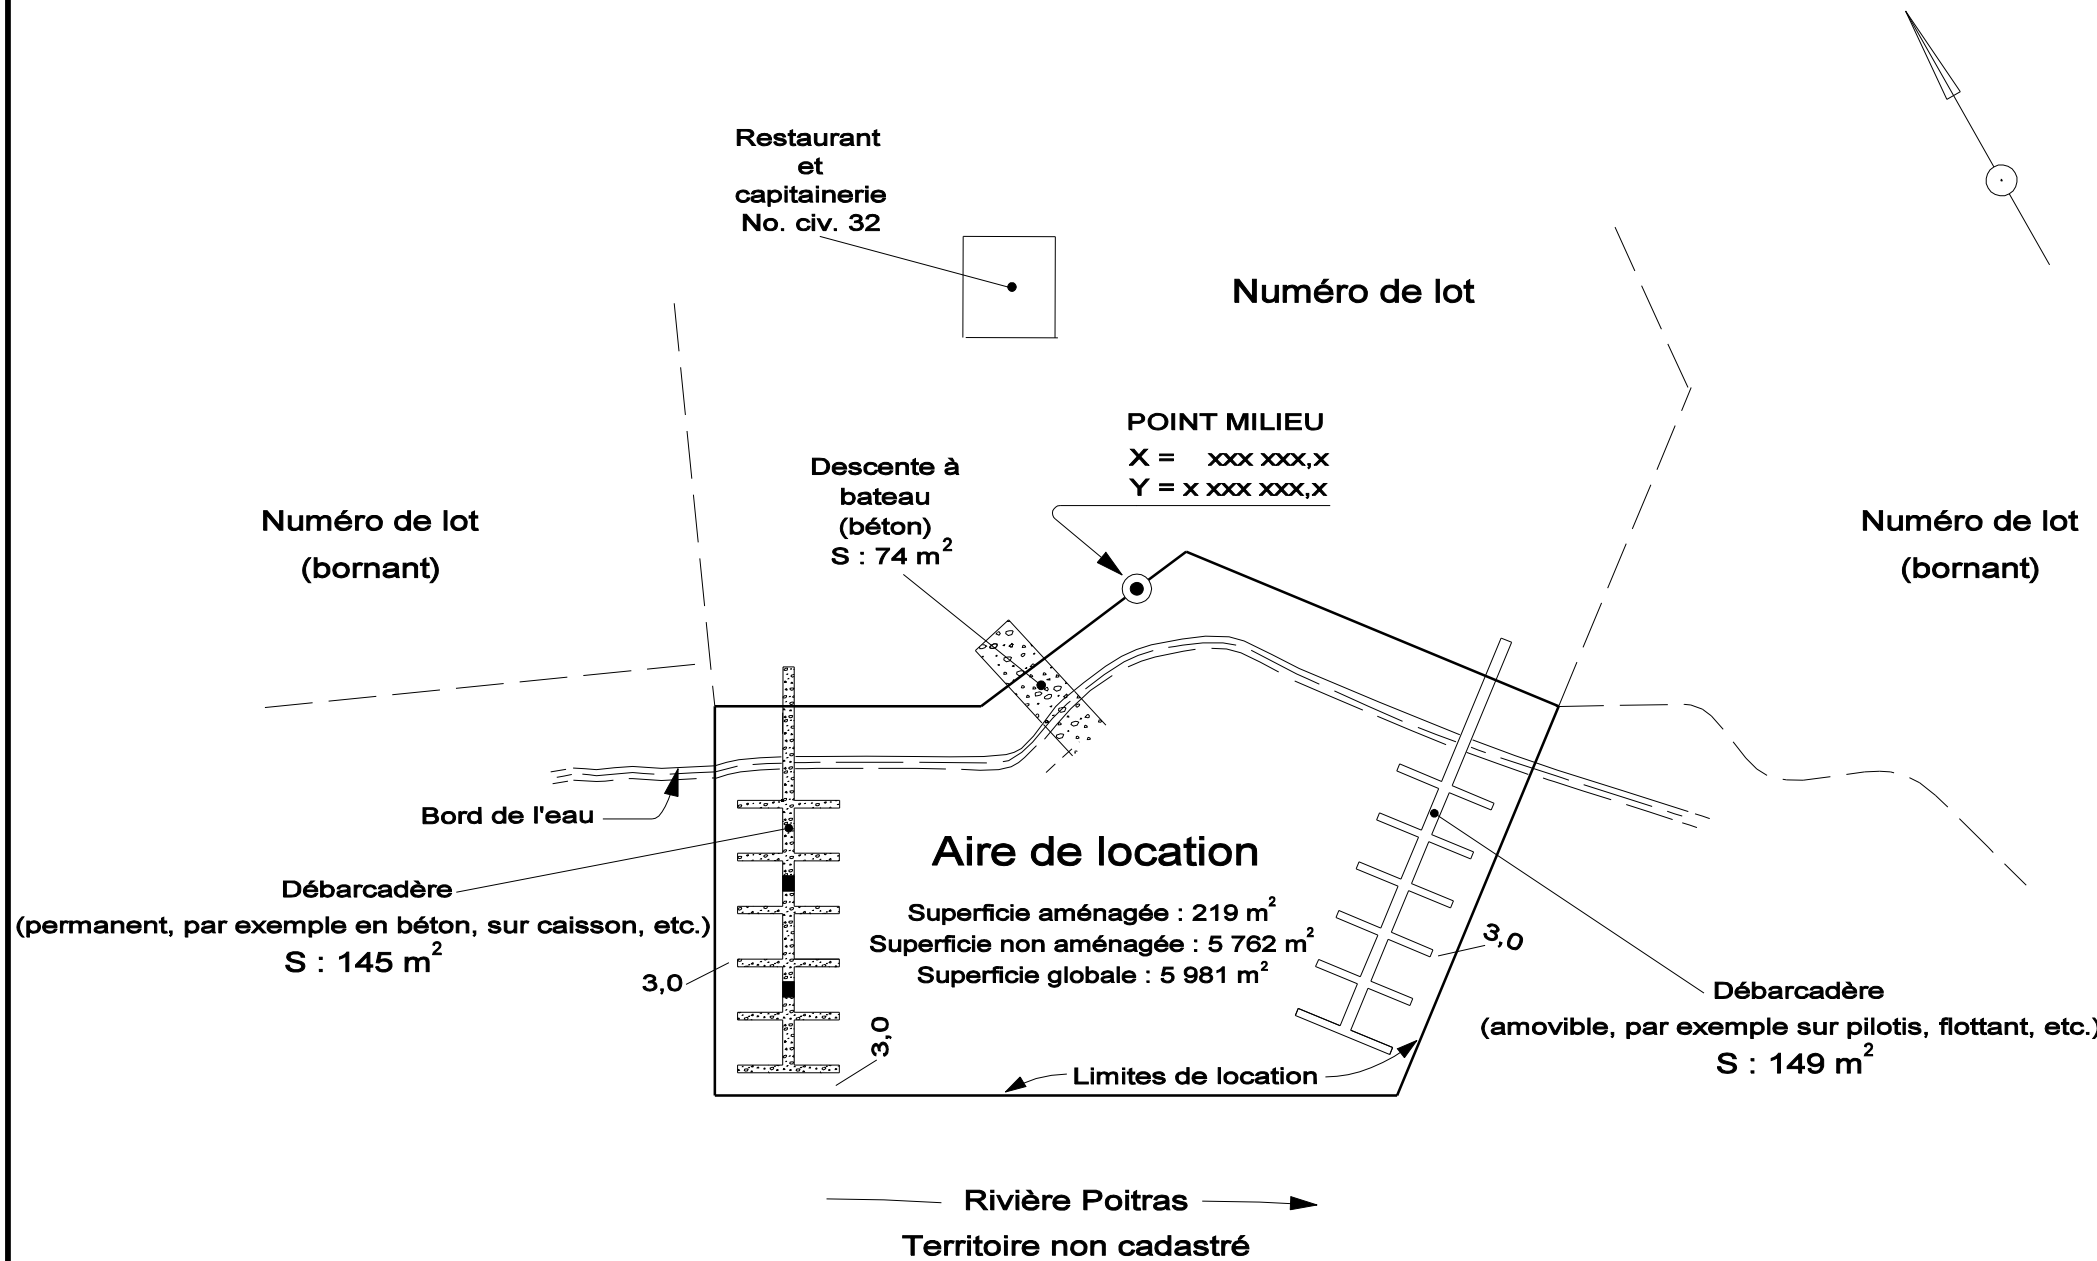 Restaurant
et
capitainerie
No. civ. 32
Numéro de lot
POINT MILIEU
X = xxx xxx,x
Y = x xxx xxx,x
Descente à
bateau
(béton)
S : 74 m²
Numéro de lot
(bornant)
Numéro de lot
(bornant)
Bord de l'eau
Débarcadère
(permanent, par exemple en béton, sur caisson, etc.)
S : 145 m²
3,0
3,0
Aire de location
Superficie aménagée : 219 m²
Superficie non aménagée : 5 762 m²
Superficie globale : 5 981 m²
3,0
Débarcadère
(amovible, par exemple sur pilotis, flottant, etc.)
S : 149 m²
Limites de location
Rivière Poitras
Territoire non cadastré